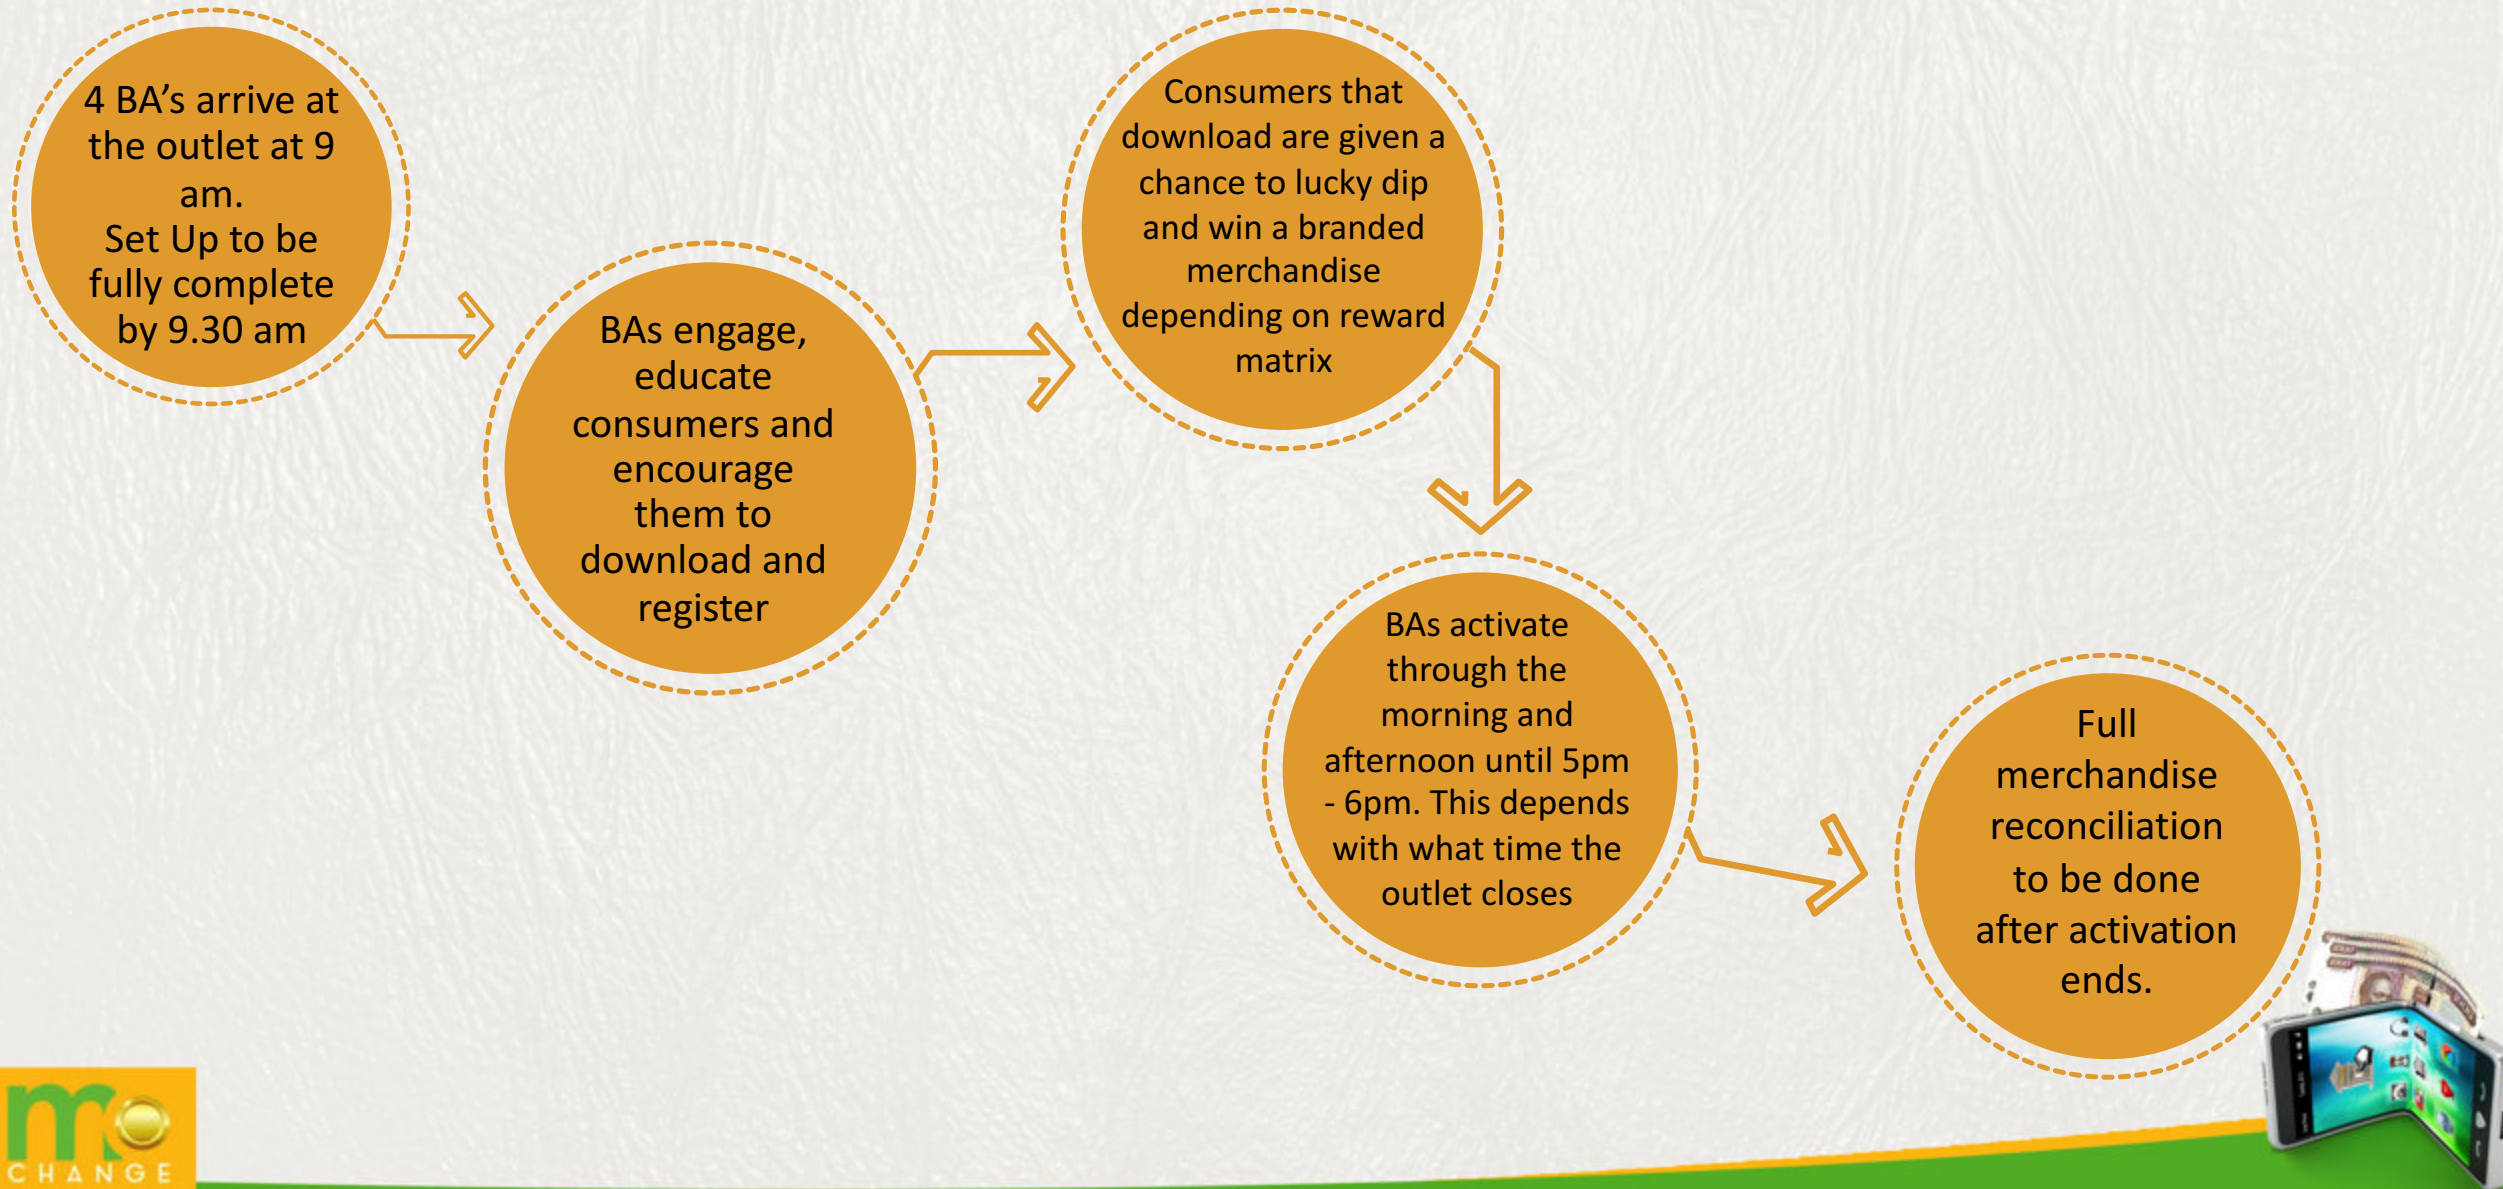 4 BA’s arrive at
the outlet at 9
am.
Set Up to be
fully complete
by 9.30 am
BAs engage,
educate
consumers and
encourage
them to
download and
register
Consumers that
download are given a
chance to lucky dip
and win a branded
merchandise
depending on reward
matrix
BAs activate
through the
morning and
afternoon until 5pm
- 6pm. This depends
with what time the
outlet closes
Full
merchandise
reconciliation
to be done
after activation
ends.
mo
CHANGE